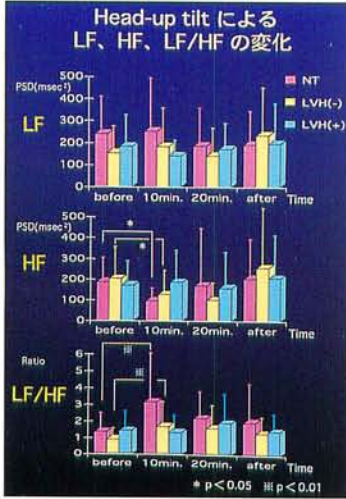 Head-up tilt による
LF、HF、LF/HF の変化
PSD(msec²)
500
400
300
200
100
0
LF
NT
LVH(-)
LVH(+)
before 10min. 20min. after Time
PSD(msec²)
500
400
300
200
100
0
HF
*
*
before 10min. 20min. after Time
Ratio
6
5
4
3
2
1
0
LF/HF
※
※
before 10min. 20min. after Time
* p<0.05 ※ p<0.01